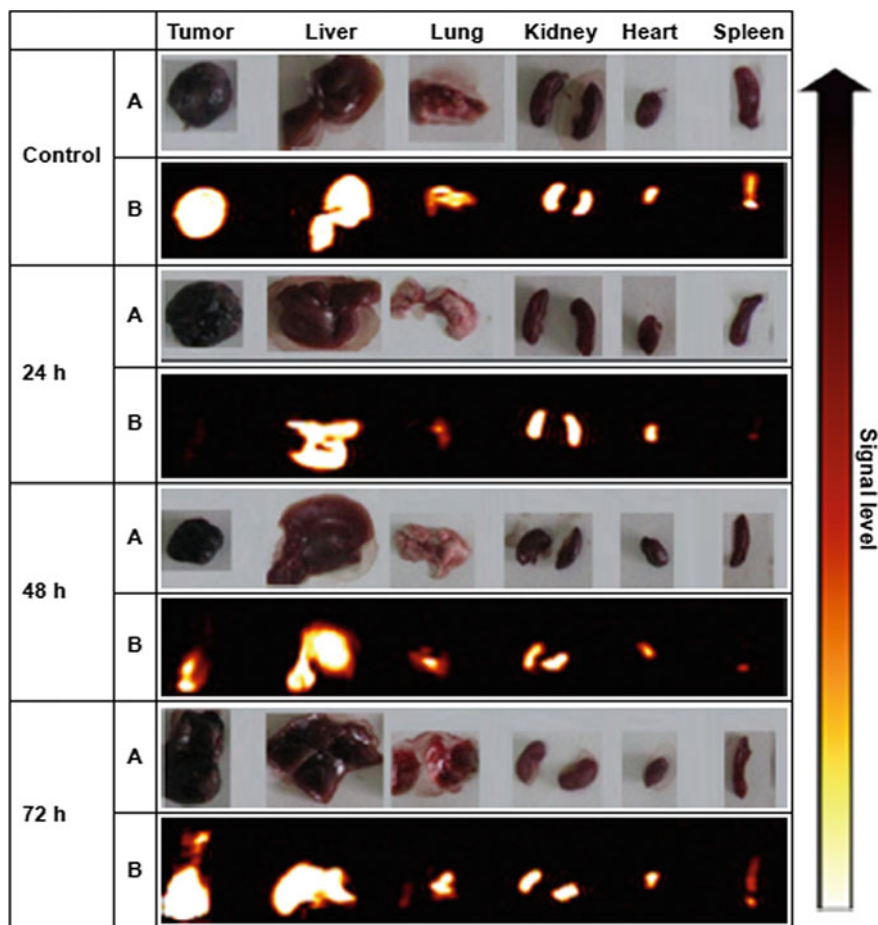 Tumor Liver Lung Kidney Heart Spleen
Control
A
B
24 h
A
B
48 h
A
B
72 h
A
B
Signal level